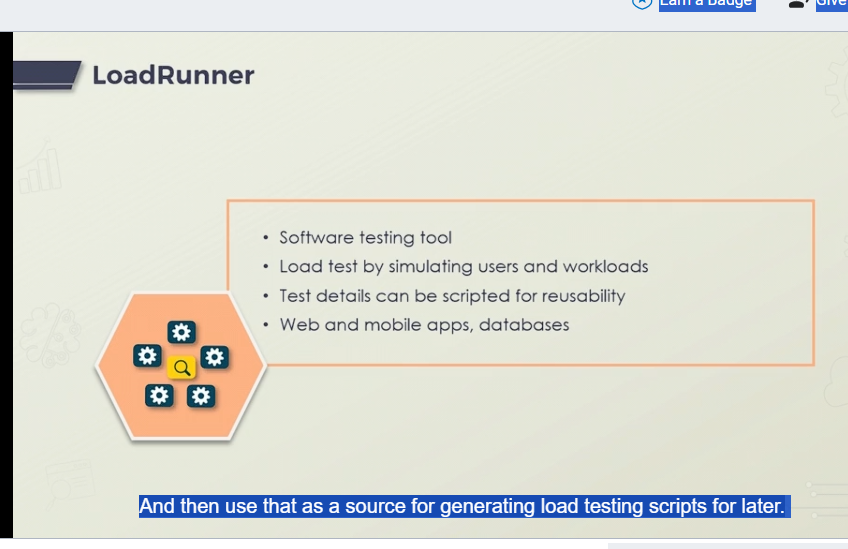 Earn a Badge Give
LoadRunner
• Software testing tool
• Load test by simulating users and workloads
• Test details can be scripted for reusability
• Web and mobile apps, databases
And then use that as a source for generating load testing scripts for later.